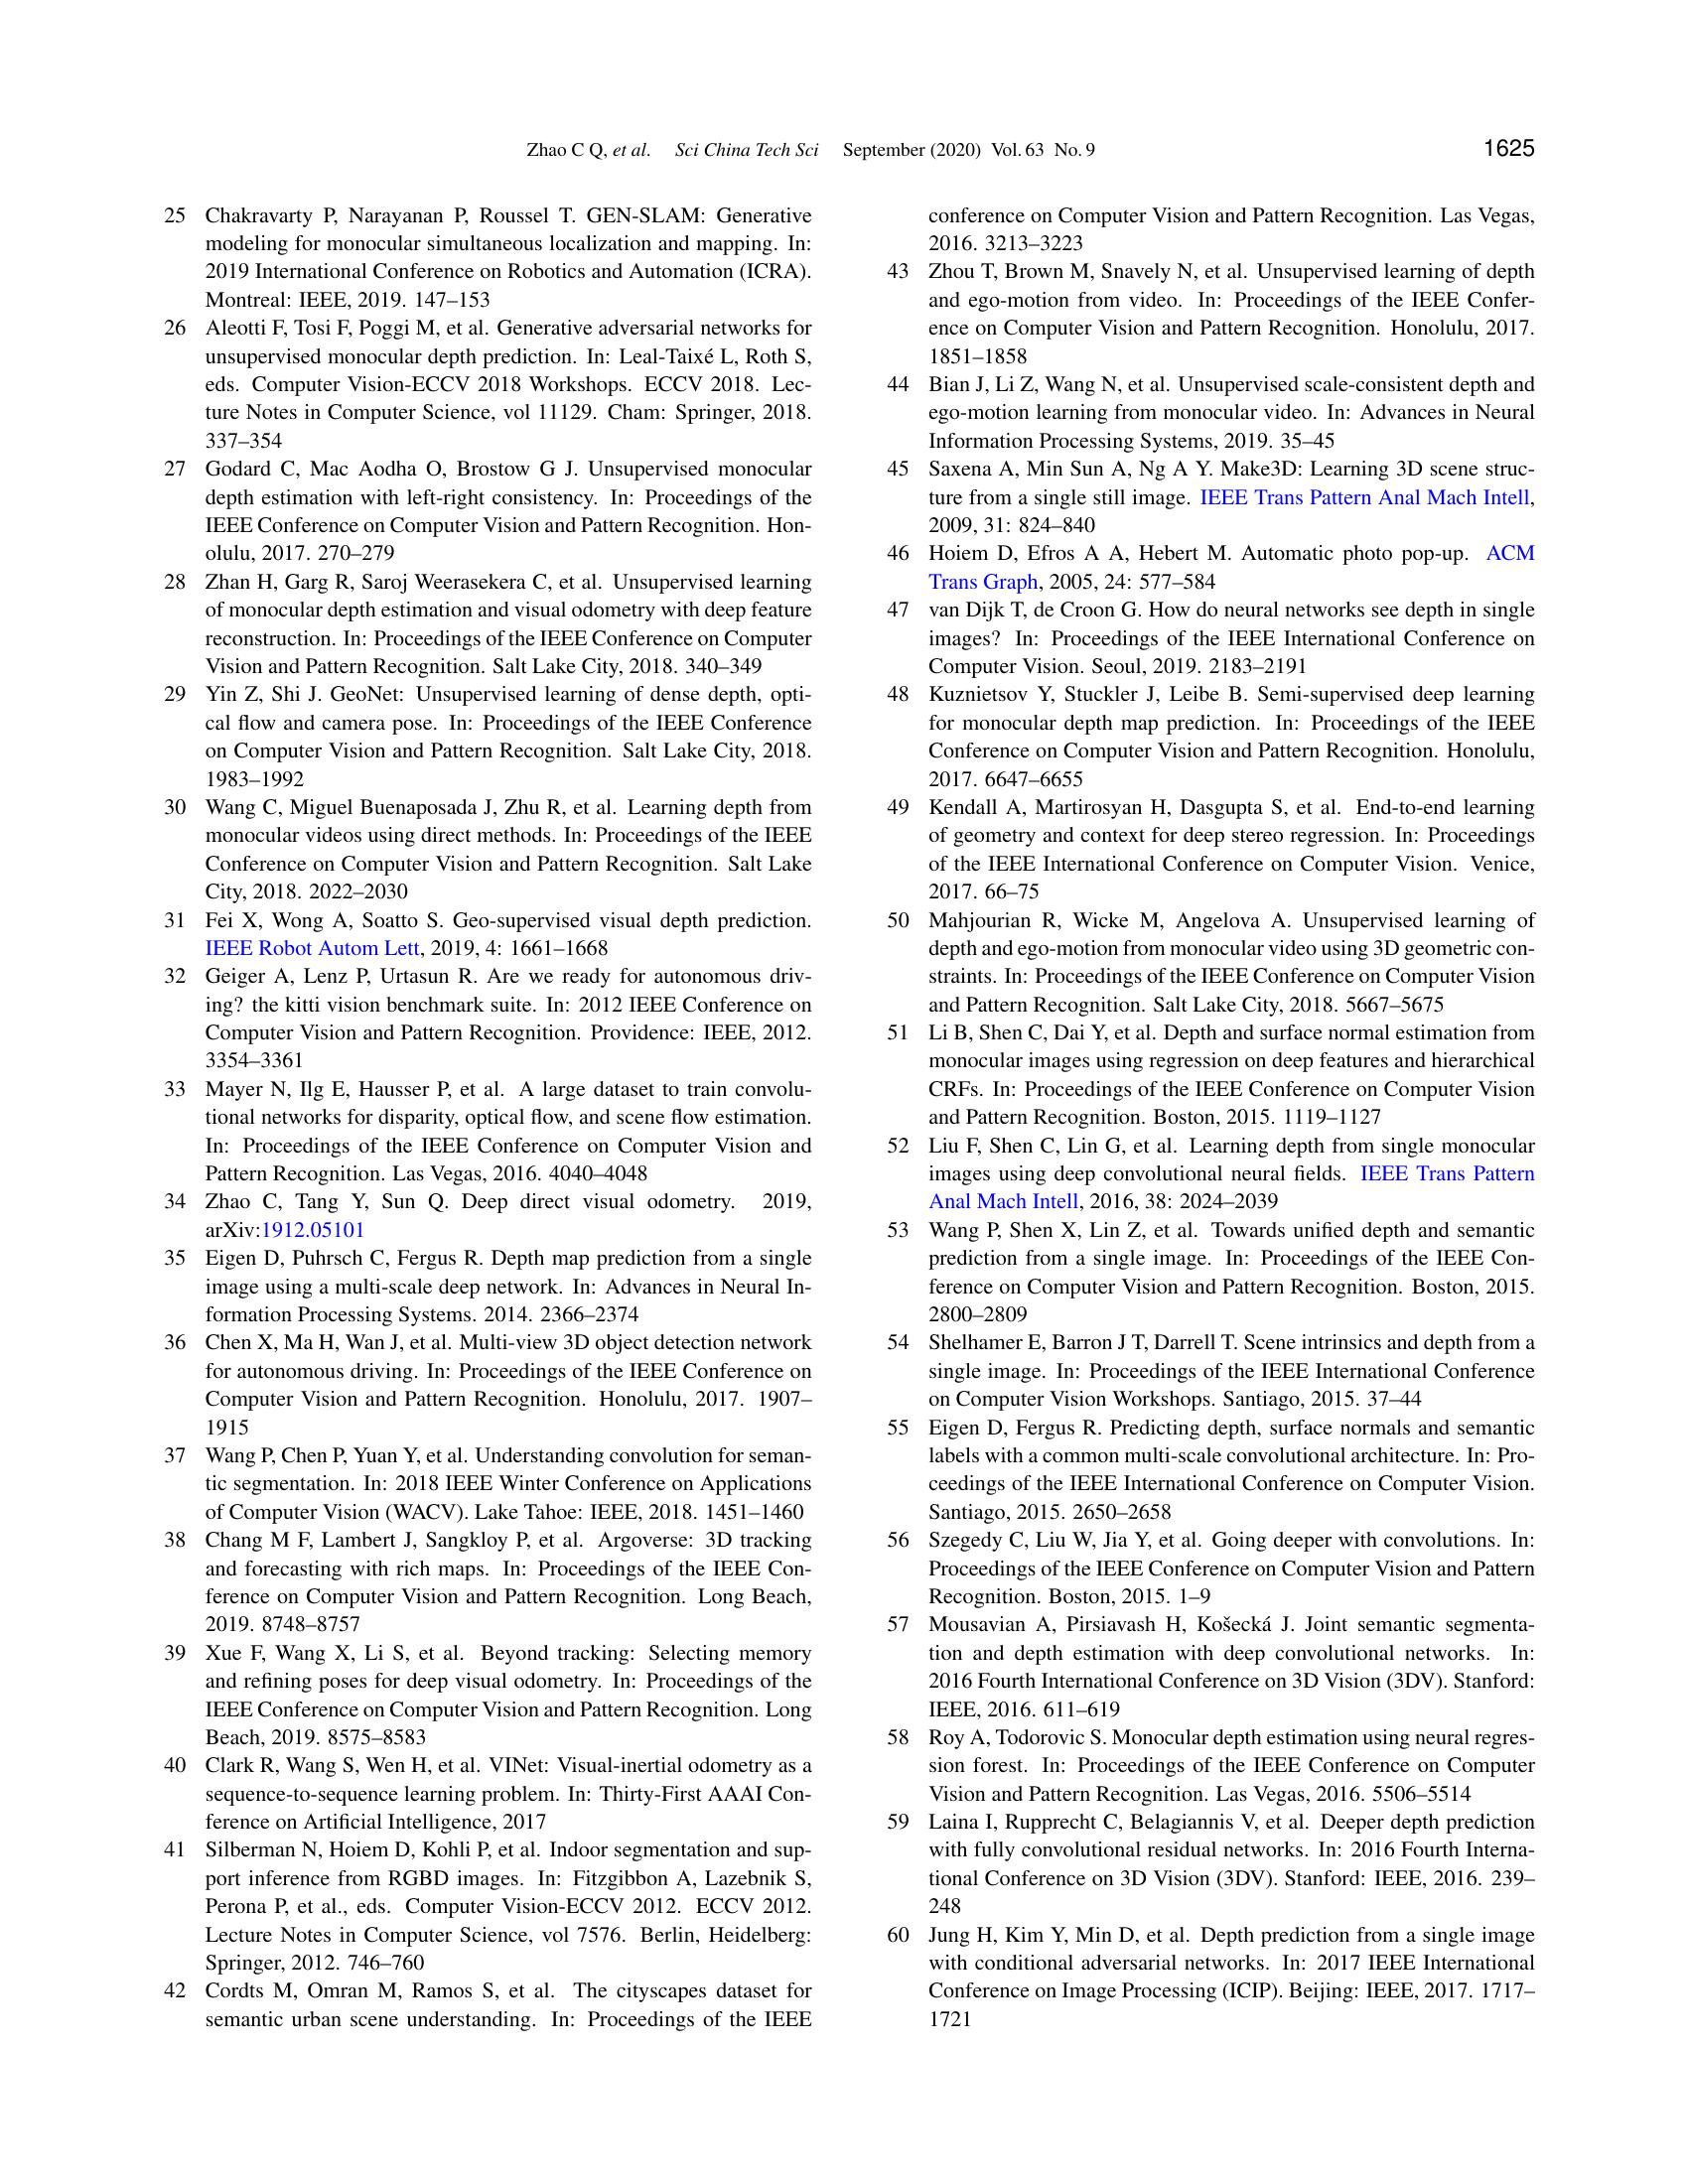 Zhao C Q, et al. Sci China Tech Sci September (2020) Vol. 63 No. 9 1625
25 Chakravarty P, Narayanan P, Roussel T. GEN-SLAM: Generative
modeling for monocular simultaneous localization and mapping. In:
2019 International Conference on Robotics and Automation (ICRA).
Montreal: IEEE, 2019. 147–153
26 Aleotti F, Tosi F, Poggi M, et al. Generative adversarial networks for
unsupervised monocular depth prediction. In: Leal-Taixé L, Roth S,
eds. Computer Vision-ECCV 2018 Workshops. ECCV 2018. Lec-
ture Notes in Computer Science, vol 11129. Cham: Springer, 2018.
337–354
27 Godard C, Mac Aodha O, Brostow G J. Unsupervised monocular
depth estimation with left-right consistency. In: Proceedings of the
IEEE Conference on Computer Vision and Pattern Recognition. Hon-
olulu, 2017. 270–279
28 Zhan H, Garg R, Saroj Weerasekera C, et al. Unsupervised learning
of monocular depth estimation and visual odometry with deep feature
reconstruction. In: Proceedings of the IEEE Conference on Computer
Vision and Pattern Recognition. Salt Lake City, 2018. 340–349
29 Yin Z, Shi J. GeoNet: Unsupervised learning of dense depth, opti-
cal flow and camera pose. In: Proceedings of the IEEE Conference
on Computer Vision and Pattern Recognition. Salt Lake City, 2018.
1983–1992
30 Wang C, Miguel Buenaposada J, Zhu R, et al. Learning depth from
monocular videos using direct methods. In: Proceedings of the IEEE
Conference on Computer Vision and Pattern Recognition. Salt Lake
City, 2018. 2022–2030
31 Fei X, Wong A, Soatto S. Geo-supervised visual depth prediction.
IEEE Robot Autom Lett, 2019, 4: 1661–1668
32 Geiger A, Lenz P, Urtasun R. Are we ready for autonomous driv-
ing? the kitti vision benchmark suite. In: 2012 IEEE Conference on
Computer Vision and Pattern Recognition. Providence: IEEE, 2012.
3354–3361
33 Mayer N, Ilg E, Hausser P, et al. A large dataset to train convolu-
tional networks for disparity, optical flow, and scene flow estimation.
In: Proceedings of the IEEE Conference on Computer Vision and
Pattern Recognition. Las Vegas, 2016. 4040–4048
34 Zhao C, Tang Y, Sun Q. Deep direct visual odometry. 2019,
arXiv:1912.05101
35 Eigen D, Puhrsch C, Fergus R. Depth map prediction from a single
image using a multi-scale deep network. In: Advances in Neural In-
formation Processing Systems. 2014. 2366–2374
36 Chen X, Ma H, Wan J, et al. Multi-view 3D object detection network
for autonomous driving. In: Proceedings of the IEEE Conference on
Computer Vision and Pattern Recognition. Honolulu, 2017. 1907–
1915
37 Wang P, Chen P, Yuan Y, et al. Understanding convolution for seman-
tic segmentation. In: 2018 IEEE Winter Conference on Applications
of Computer Vision (WACV). Lake Tahoe: IEEE, 2018. 1451–1460
38 Chang M F, Lambert J, Sangkloy P, et al. Argoverse: 3D tracking
and forecasting with rich maps. In: Proceedings of the IEEE Con-
ference on Computer Vision and Pattern Recognition. Long Beach,
2019. 8748–8757
39 Xue F, Wang X, Li S, et al. Beyond tracking: Selecting memory
and refining poses for deep visual odometry. In: Proceedings of the
IEEE Conference on Computer Vision and Pattern Recognition. Long
Beach, 2019. 8575–8583
40 Clark R, Wang S, Wen H, et al. VINet: Visual-inertial odometry as a
sequence-to-sequence learning problem. In: Thirty-First AAAI Con-
ference on Artificial Intelligence, 2017
41 Silberman N, Hoiem D, Kohli P, et al. Indoor segmentation and sup-
port inference from RGBD images. In: Fitzgibbon A, Lazebnik S,
Perona P, et al., eds. Computer Vision-ECCV 2012. ECCV 2012.
Lecture Notes in Computer Science, vol 7576. Berlin, Heidelberg:
Springer, 2012. 746–760
42 Cordts M, Omran M, Ramos S, et al. The cityscapes dataset for
semantic urban scene understanding. In: Proceedings of the IEEE
conference on Computer Vision and Pattern Recognition. Las Vegas,
2016. 3213–3223
43 Zhou T, Brown M, Snavely N, et al. Unsupervised learning of depth
and ego-motion from video. In: Proceedings of the IEEE Confer-
ence on Computer Vision and Pattern Recognition. Honolulu, 2017.
1851–1858
44 Bian J, Li Z, Wang N, et al. Unsupervised scale-consistent depth and
ego-motion learning from monocular video. In: Advances in Neural
Information Processing Systems, 2019. 35–45
45 Saxena A, Min Sun A, Ng A Y. Make3D: Learning 3D scene struc-
ture from a single still image. IEEE Trans Pattern Anal Mach Intell,
2009, 31: 824–840
46 Hoiem D, Efros A A, Hebert M. Automatic photo pop-up. ACM
Trans Graph, 2005, 24: 577–584
47 van Dijk T, de Croon G. How do neural networks see depth in single
images? In: Proceedings of the IEEE International Conference on
Computer Vision. Seoul, 2019. 2183–2191
48 Kuznietsov Y, Stuckler J, Leibe B. Semi-supervised deep learning
for monocular depth map prediction. In: Proceedings of the IEEE
Conference on Computer Vision and Pattern Recognition. Honolulu,
2017. 6647–6655
49 Kendall A, Martirosyan H, Dasgupta S, et al. End-to-end learning
of geometry and context for deep stereo regression. In: Proceedings
of the IEEE International Conference on Computer Vision. Venice,
2017. 66–75
50 Mahjourian R, Wicke M, Angelova A. Unsupervised learning of
depth and ego-motion from monocular video using 3D geometric con-
straints. In: Proceedings of the IEEE Conference on Computer Vision
and Pattern Recognition. Salt Lake City, 2018. 5667–5675
51 Li B, Shen C, Dai Y, et al. Depth and surface normal estimation from
monocular images using regression on deep features and hierarchical
CRFs. In: Proceedings of the IEEE Conference on Computer Vision
and Pattern Recognition. Boston, 2015. 1119–1127
52 Liu F, Shen C, Lin G, et al. Learning depth from single monocular
images using deep convolutional neural fields. IEEE Trans Pattern
Anal Mach Intell, 2016, 38: 2024–2039
53 Wang P, Shen X, Lin Z, et al. Towards unified depth and semantic
prediction from a single image. In: Proceedings of the IEEE Con-
ference on Computer Vision and Pattern Recognition. Boston, 2015.
2800–2809
54 Shelhamer E, Barron J T, Darrell T. Scene intrinsics and depth from a
single image. In: Proceedings of the IEEE International Conference
on Computer Vision Workshops. Santiago, 2015. 37–44
55 Eigen D, Fergus R. Predicting depth, surface normals and semantic
labels with a common multi-scale convolutional architecture. In: Pro-
ceedings of the IEEE International Conference on Computer Vision.
Santiago, 2015. 2650–2658
56 Szegedy C, Liu W, Jia Y, et al. Going deeper with convolutions. In:
Proceedings of the IEEE Conference on Computer Vision and Pattern
Recognition. Boston, 2015. 1–9
57 Mousavian A, Pirsiavash H, Košecká J. Joint semantic segmenta-
tion and depth estimation with deep convolutional networks. In:
2016 Fourth International Conference on 3D Vision (3DV). Stanford:
IEEE, 2016. 611–619
58 Roy A, Todorovic S. Monocular depth estimation using neural regres-
sion forest. In: Proceedings of the IEEE Conference on Computer
Vision and Pattern Recognition. Las Vegas, 2016. 5506–5514
59 Laina I, Rupprecht C, Belagiannis V, et al. Deeper depth prediction
with fully convolutional residual networks. In: 2016 Fourth Interna-
tional Conference on 3D Vision (3DV). Stanford: IEEE, 2016. 239–
248
60 Jung H, Kim Y, Min D, et al. Depth prediction from a single image
with conditional adversarial networks. In: 2017 IEEE International
Conference on Image Processing (ICIP). Beijing: IEEE, 2017. 1717–
1721